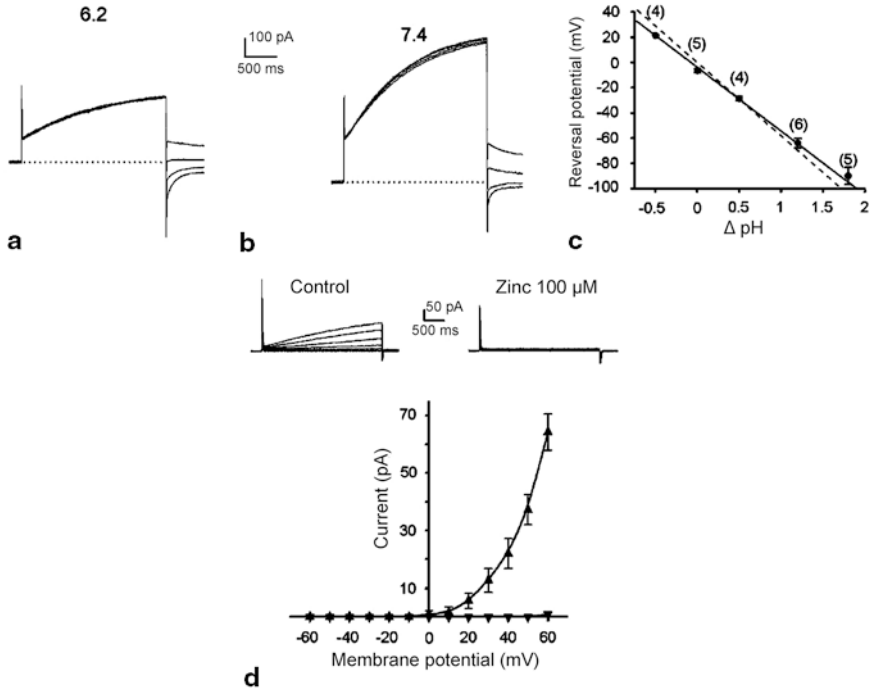 6.2
a
100 pA
500 ms
7.4
b
c
Reversal potential (mV)
40
20
0
-20
-40
-60
-80
-100
(4)
(5)
(4)
(6)
(5)
-0.5 0 0.5 1 1.5 2
Δ pH
Control
50 pA
500 ms
Zinc 100 µM
Current (pA)
70
50
30
10
-60 -40 -20 0 20 40 60
Membrane potential (mV)
d